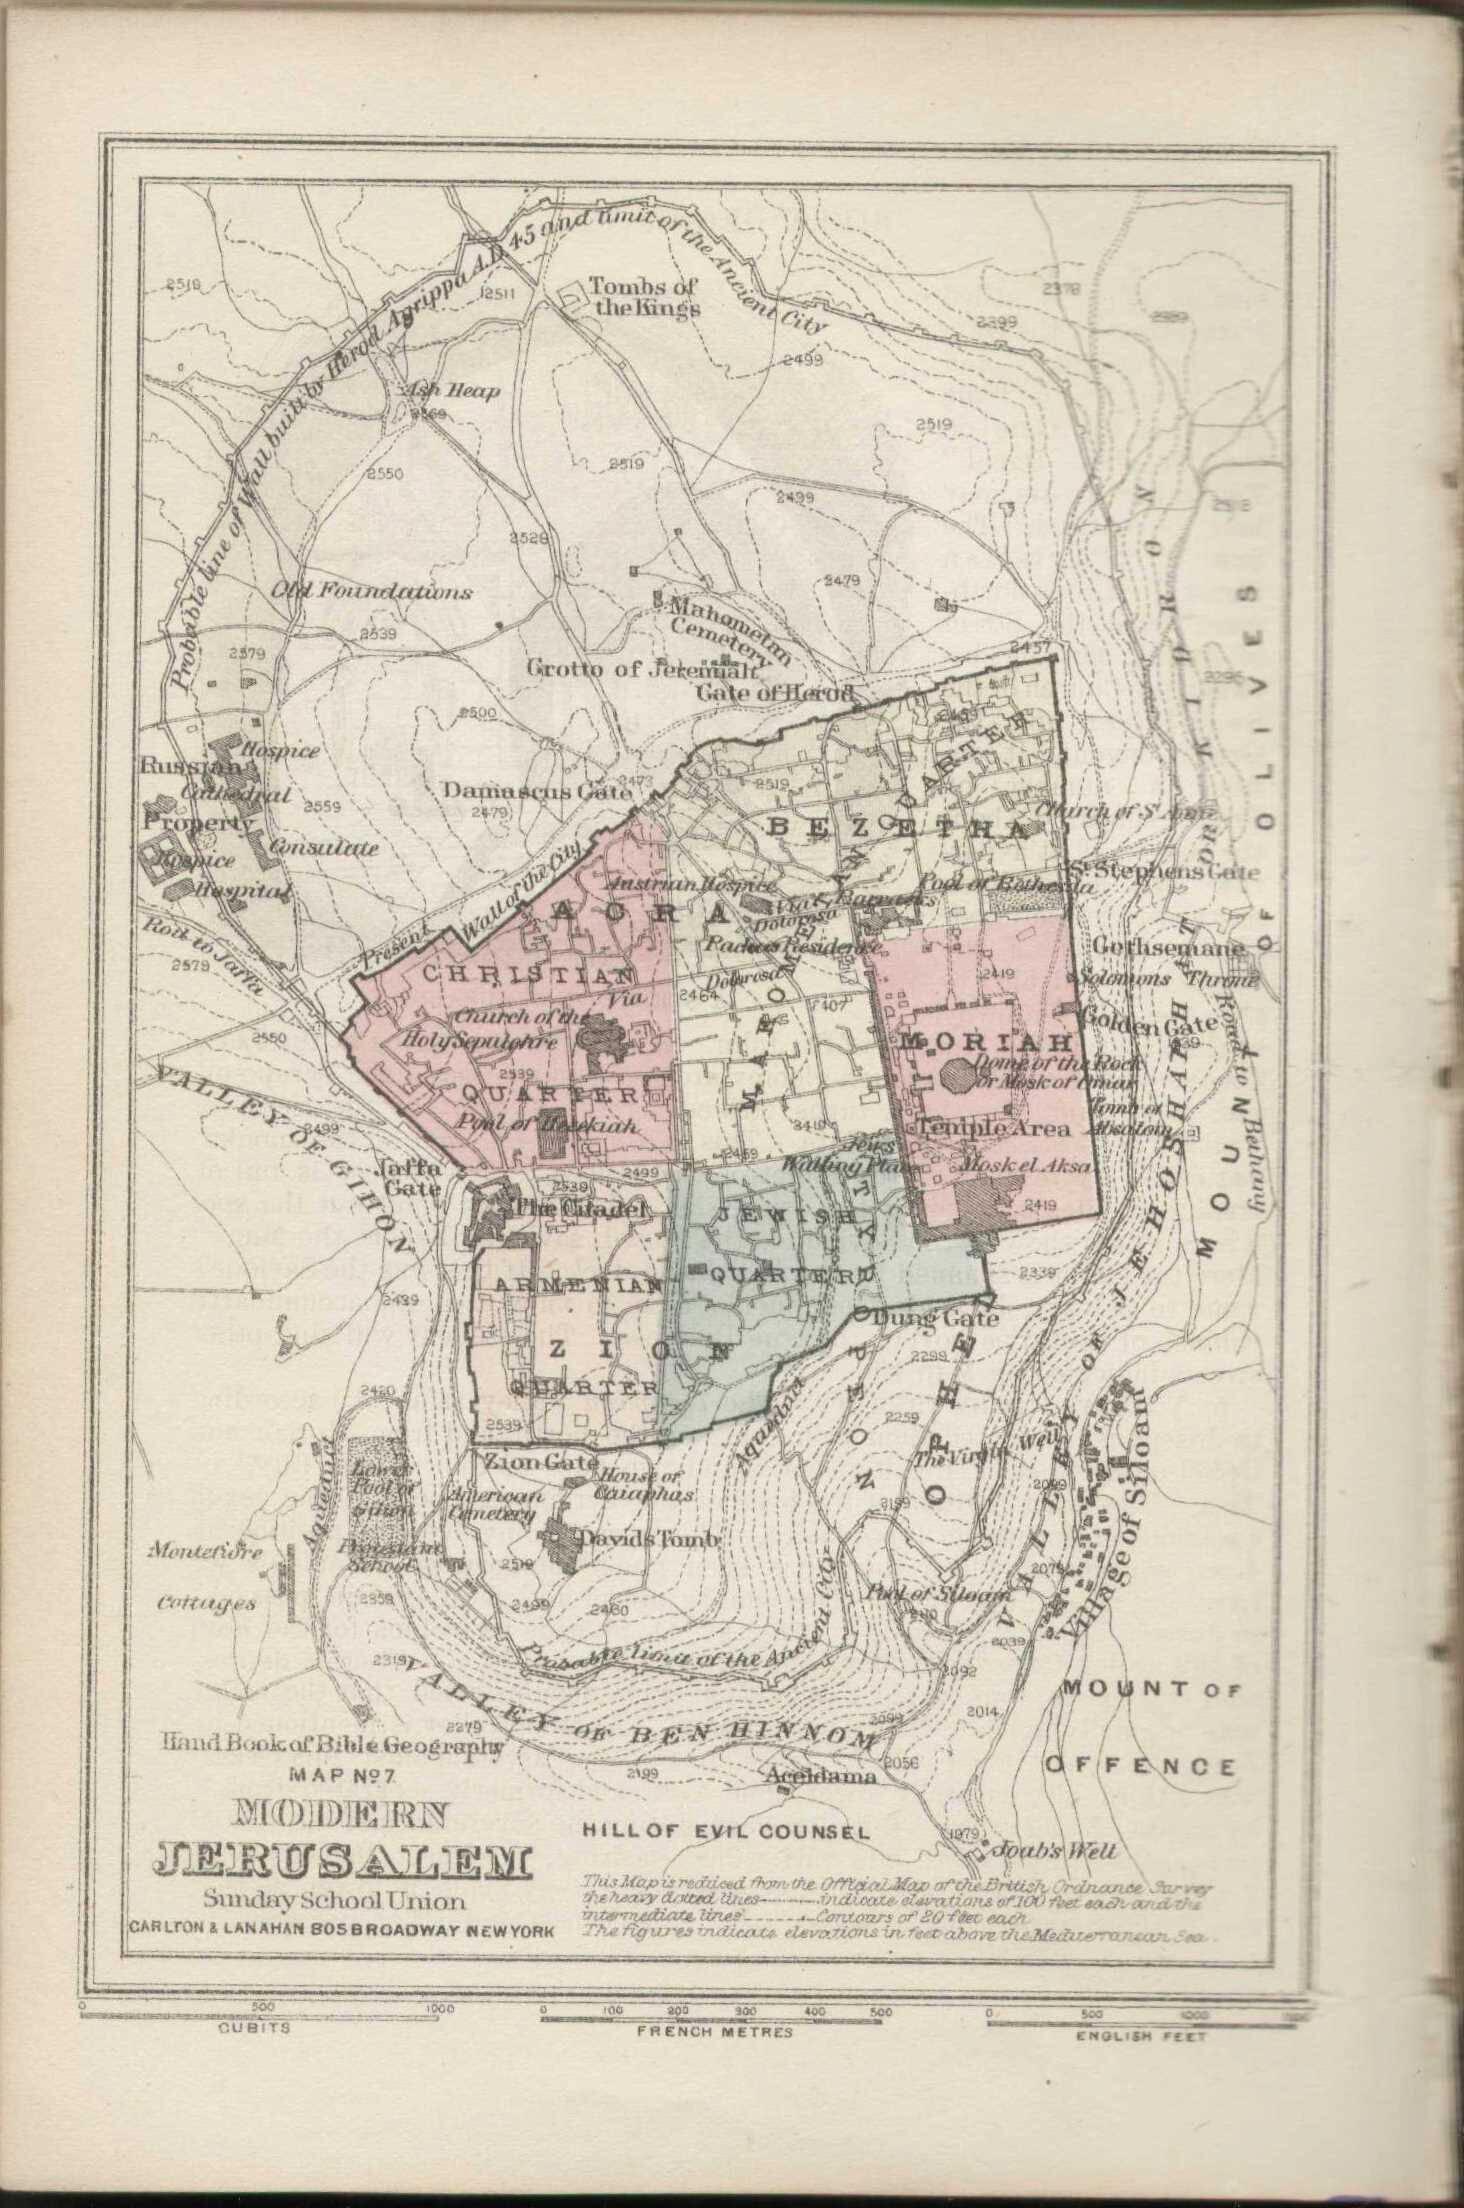 Probable line of Wall built by Herod Agrippa A.D. 45 and limit of the Ancient City
2519
12511
Tombs of
the Kings
2378
2399
2499
Ash Heap
2569
2519
2550
2519
2499
2529
Old Foundations
2479
2539
2579
Mahometan
Cemetery
2457
Grotto of Jeremiah
Gate of Herod
2500
KIDRON
2295
MOUNT OF OLIVES
Hospice
Russian
Cathedral
Property
2559
Consulate
Hospice
Hospital
Damascus Gate
2479
2473
2519
BEZETHA
MAHOMEDAN QUARTER
Church of St Anne
St Stephens Gate
Present Wall of the City
Austrian Hospice
AORA
Via
Dolorosa
Barracks
Pool of Bethesda
Pachas Residence
Gothsemane
Road to Jaffa
2579
CHRISTIAN
Via
Dolorosa
2464
2407
2419
Solomons Throne
Golden Gate
2550
Church of the
Holy Sepulchre
2539
QUARTER
Pool of Hezekiah
MORIAH
Dome of the Rock
or Mosk of Omar
Temple Area
Tomb of
Absalom
Road to Bethany
VALLEY OF GIHON
2499
Jaffa
Gate
2499
2539
2469
2419
Jews
Wailing Place
Mosk el Aksa
2419
The Citadel
JEWISH
QUARTER
ARMENIAN
ZION
QUARTER
2539
2439
2339
Dung Gate
TYROPOEON
OPHEL
2299
2259
VALLEY OF JEHOSHAPHAT
2420
Aqueduct
Lower
Pool of
Gihon
Zion Gate
House of
Caiaphas
American
Cemetery
Davids Tomb
Aqueduct
The Virgins Well
2199
2099
Village of Siloam
Montefiore
Cottages
Protestant
School
2519
2499
2460
2359
2079
Pool of Siloam
2039
Probable limit of the Ancient City
2319
2092
2014
VALLEY OF BEN HINNOM
2279
2199
2099
2056
MOUNT OF
OFFENCE
Aceldama
HILL OF EVIL COUNSEL
1979
Joab's Well
Hand Book of Bible Geography
MAP No 7.
MODERN
JERUSALEM
Sunday School Union
CARLTON & LANAHAN 805 BROADWAY NEW YORK
This Map is reduced from the Official Map of the British Ordnance Survey
the heavy dotted lines indicate elevations of 100 feet each and the
intermediate lines Contours of 20 feet each
The figures indicate elevations in feet above the Mediterranean Sea.
0 500 1000
CUBITS
0 100 200 300 400 500
FRENCH METRES
0 500 1000
ENGLISH FEET